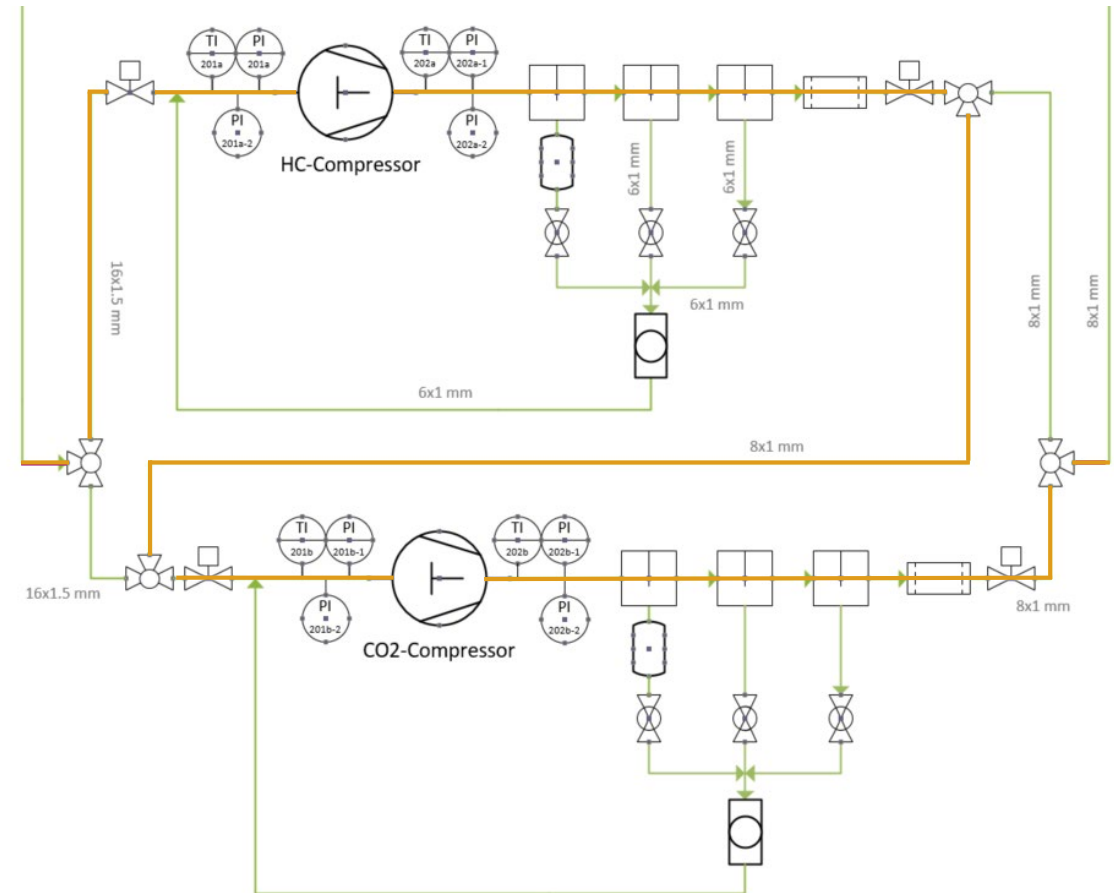 TI
201a
PI
201a
TI
202a
PI
202a-1
PI
201a-2
PI
202a-2
HC-Compressor
6x1 mm
6x1 mm
16x1.5 mm
6x1 mm
8x1 mm
8x1 mm
6x1 mm
8x1 mm
TI
201b
PI
201b-1
TI
202b
PI
202b-1
16x1.5 mm
PI
201b-2
PI
202b-2
8x1 mm
CO2-Compressor